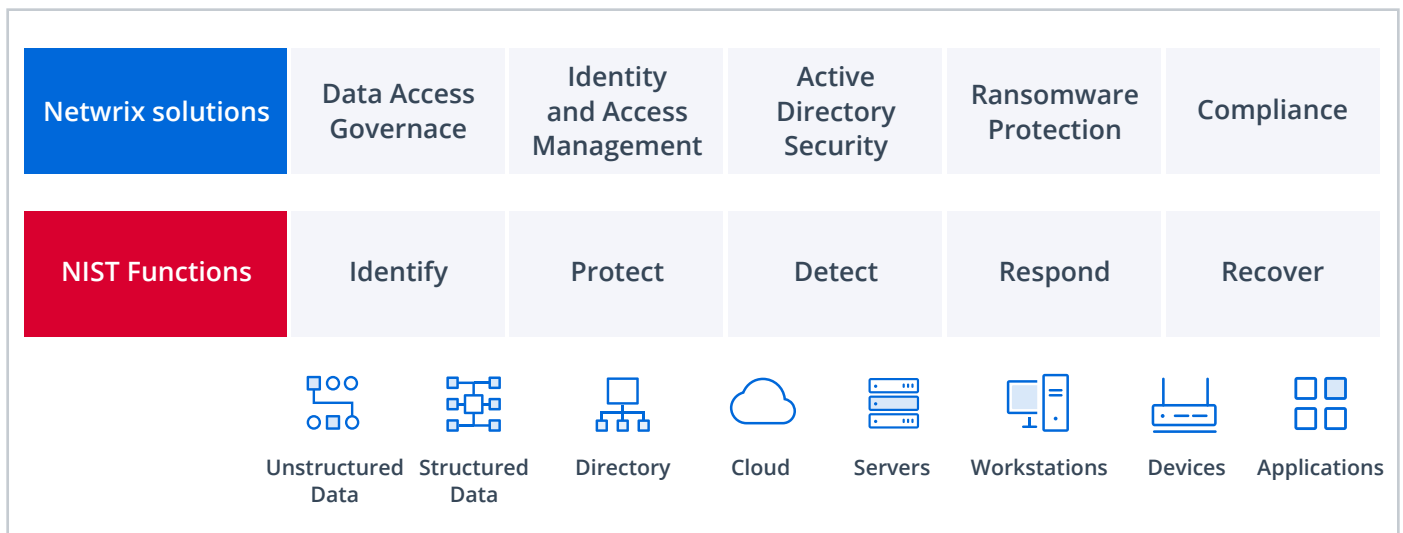 Netwrix solutions
Data Access
Governace
Identity
and Access
Management
Active
Directory
Security
Ransomware
Protection
Compliance
NIST Functions
Identify
Protect
Detect
Respond
Recover
Unstructured
Data
Structured
Data
Directory
Cloud
Servers
Workstations
Devices
Applications